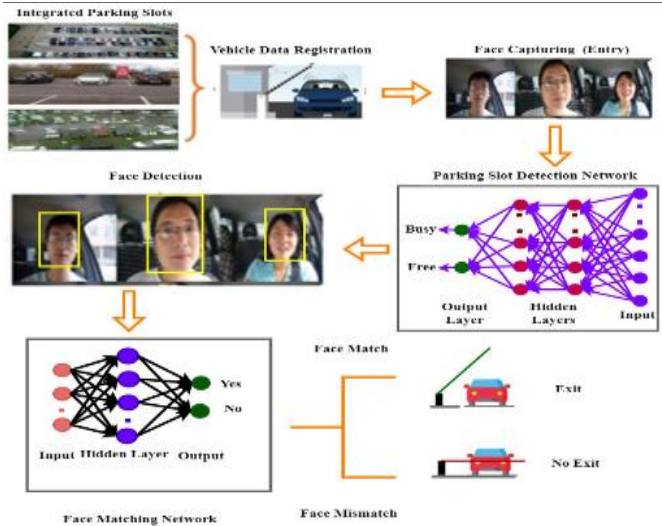 Integrated Parking Slots
Vehicle Data Registration
Face Capturing (Entry)
Face Detection
Parking Slot Detection Network
Busy
Free
Output
Layer
Hidden
Layers
Input
Face Match
Yes
No
Exit
Input Hidden Layer Output
No Exit
Face Matching Network
Face Mismatch